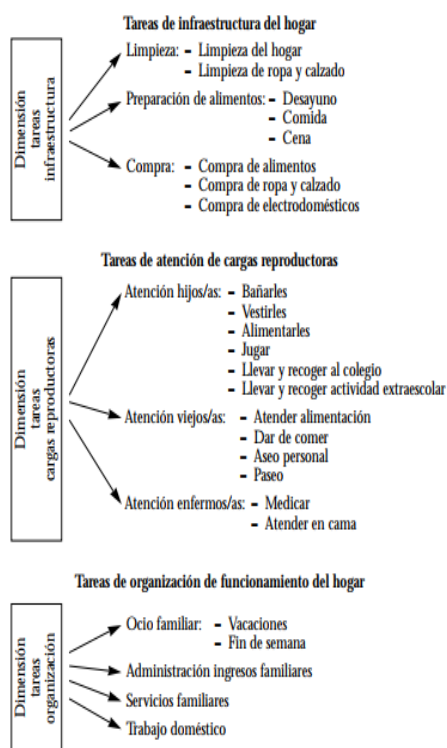 Tareas de infraestructura del hogar
Dimensión
tareas
infraestructura
Limpieza: – Limpieza del hogar
– Limpieza de ropa y calzado
Preparación de alimentos: – Desayuno
– Comida
– Cena
Compra: – Compra de alimentos
– Compra de ropa y calzado
– Compra de electrodomésticos
Tareas de atención de cargas reproductoras
Dimensión
tareas
cargas reproductoras
Atención hijos/as: – Bañarles
– Vestirles
– Alimentarles
– Jugar
– Llevar y recoger al colegio
– Llevar y recoger actividad extraescolar
Atención viejos/as: – Atender alimentación
– Dar de comer
– Aseo personal
– Paseo
Atención enfermos/as: – Medicar
– Atender en cama
Tareas de organización de funcionamiento del hogar
Dimensión
tareas
organización
Ocio familiar: – Vacaciones
– Fin de semana
Administración ingresos familiares
Servicios familiares
Trabajo doméstico